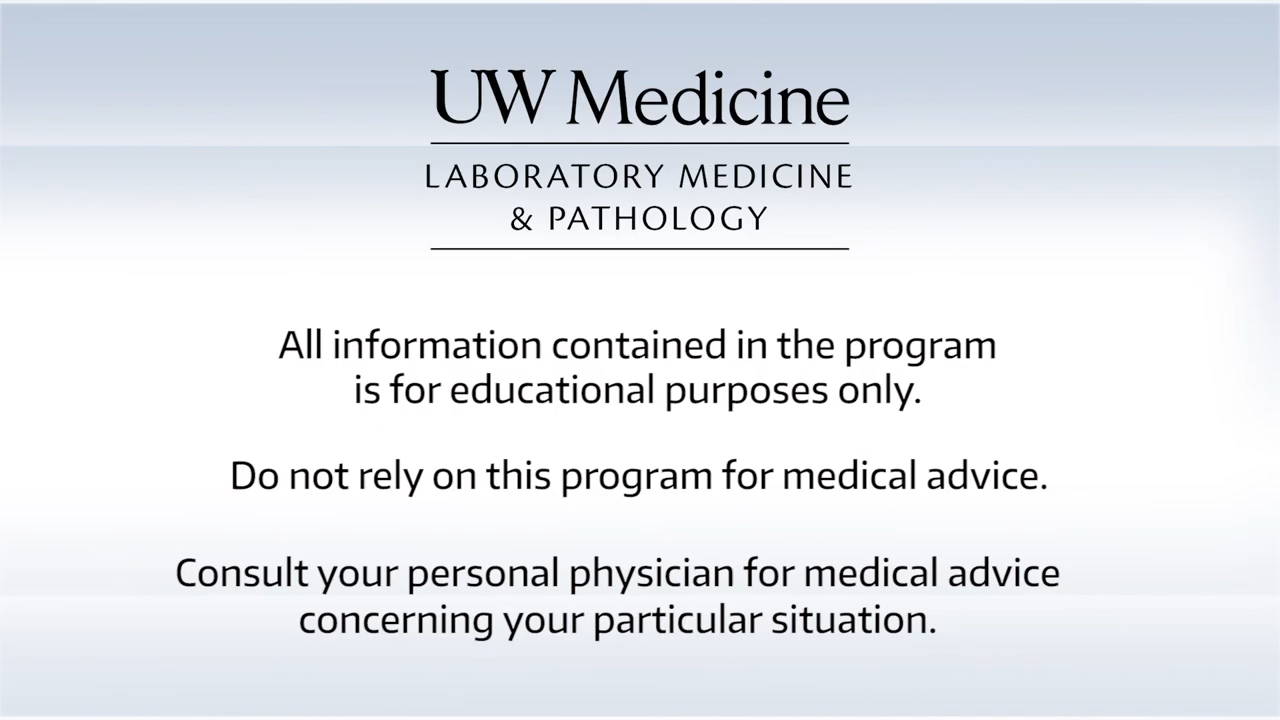 UW Medicine
LABORATORY MEDICINE
& PATHOLOGY
All information contained in the program
is for educational purposes only.
Do not rely on this program for medical advice.
Consult your personal physician for medical advice
concerning your particular situation.